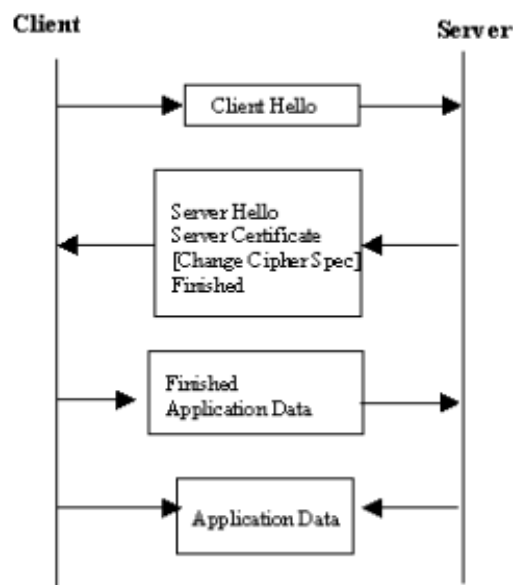 Client
Server
Client Hello
Server Hello
Server Certificate
[Change Cipher Spec]
Finished
Finished
Application Data
Application Data